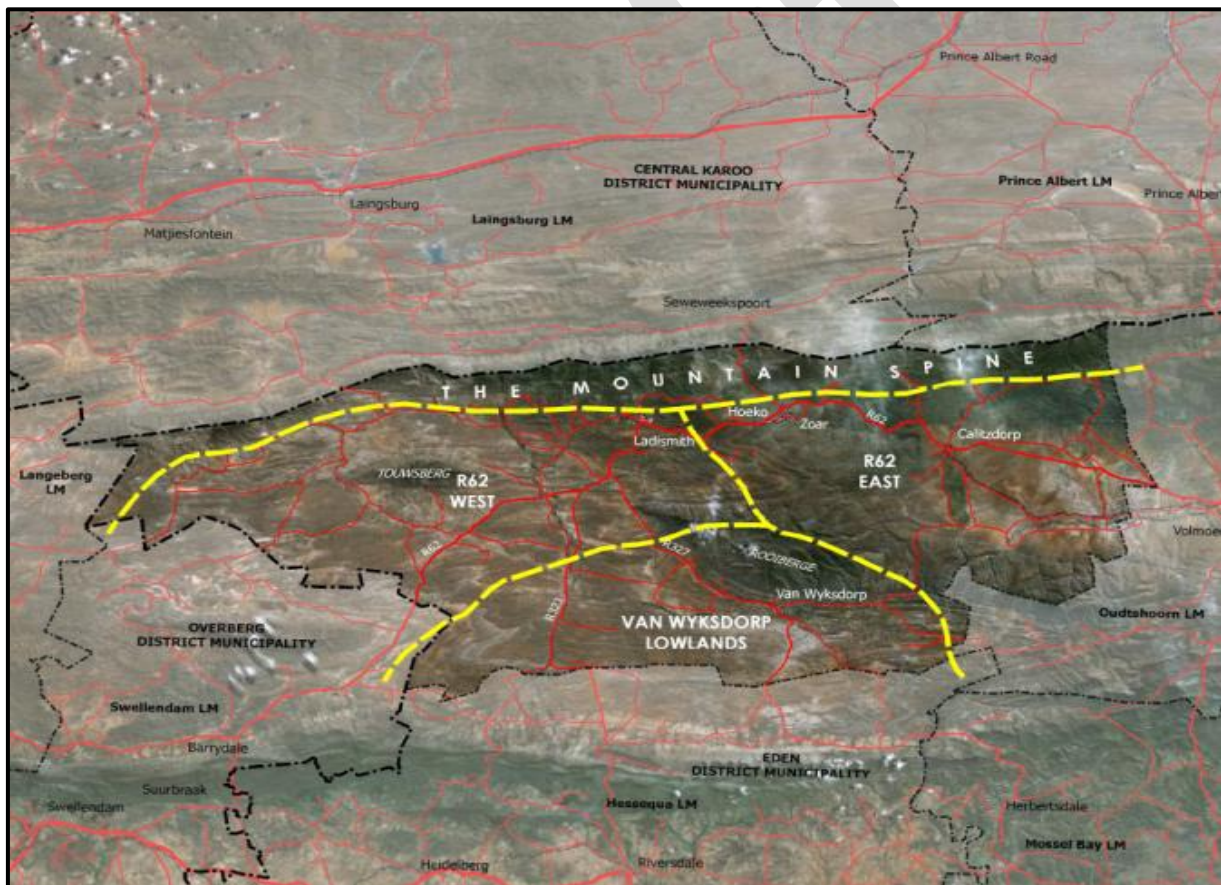 Prince Albert Road
CENTRAL KAROO
DISTRICT MUNICIPALITY
Prince Albert LM
Prince Albert
Laingsburg
Laingsburg LM
Matjiesfontein
Seweweekspoort
THE MOUNTAIN SPINE
Hoeko
Zoar
R62
Ladismith
Calitzdorp
Langeberg
LM
TOUWSBERG
R62
WEST
R62
EAST
R62
R327
ROOIBERGE
Van Wyksdorp
R323
VAN WYKSDORP
LOWLANDS
Oudtshoorn LM
OVERBERG
DISTRICT MUNICIPALITY
Swellendam LM
Barrydale
EDEN
DISTRICT MUNICIPALITY
Suurbraak
Swellendam
Hessequa LM
Herbertsdale
Mossel Bay LM
Heidelberg
Riversdale